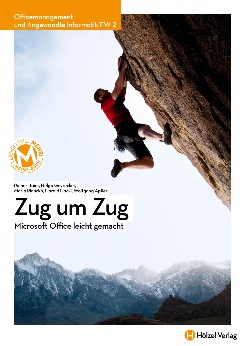 Officemanagement
und Angewandte Informatik FW 2
Zug um Zug
Microsoft Office leicht gemacht
Hölzel Verlag